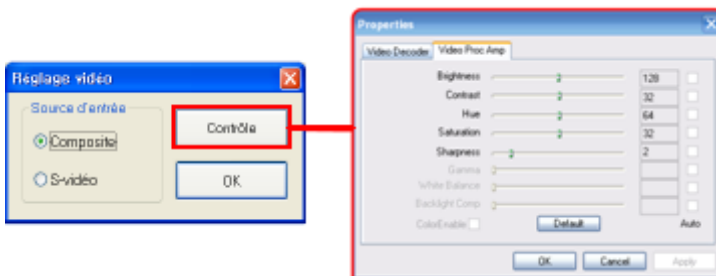 Réglage vidéo
Source d'entrée
Composite
S-vidéo
Contrôle
OK
Properties
Video Decoder Video Proc Amp
Brightness 128
Contrast 32
Hue 64
Saturation 32
Sharpness 2
Gamma
White Balance
Backlight Comp
ColorEnable Default Auto
OK Cancel Apply